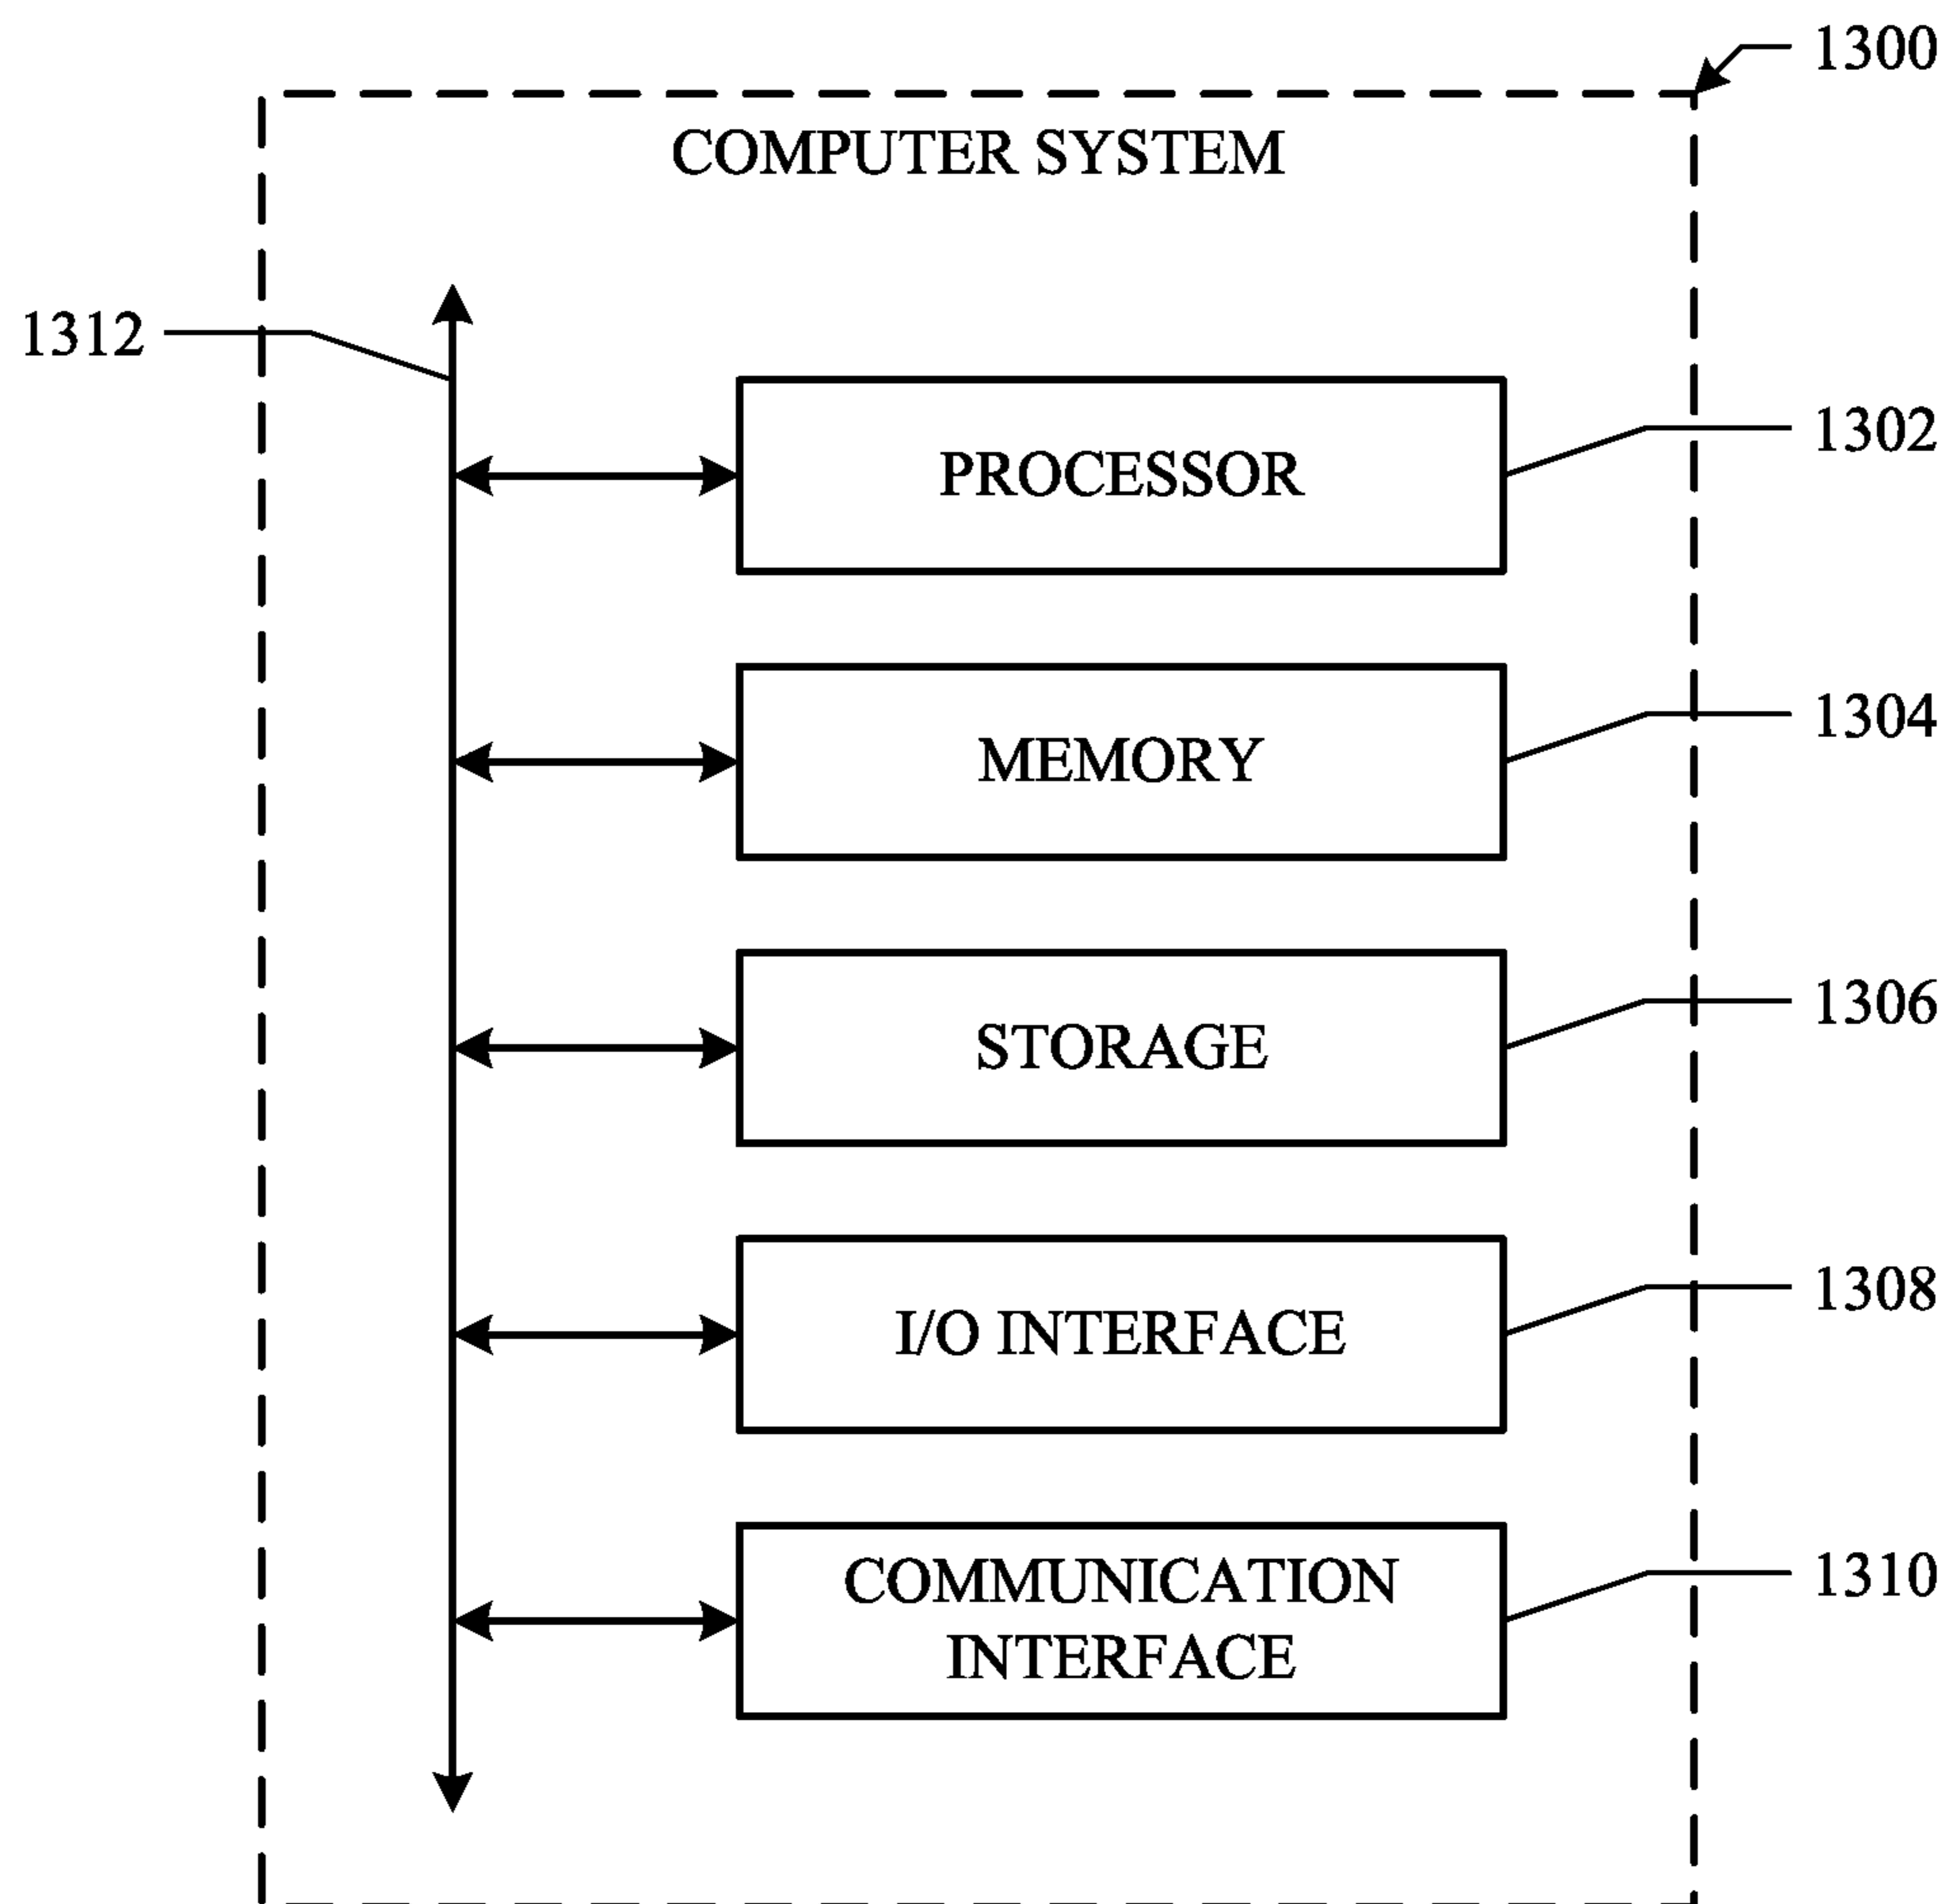 1300
COMPUTER SYSTEM
1312
1302
PROCESSOR
1304
MEMORY
1306
STORAGE
1308
I/O INTERFACE
1310
COMMUNICATION
INTERFACE